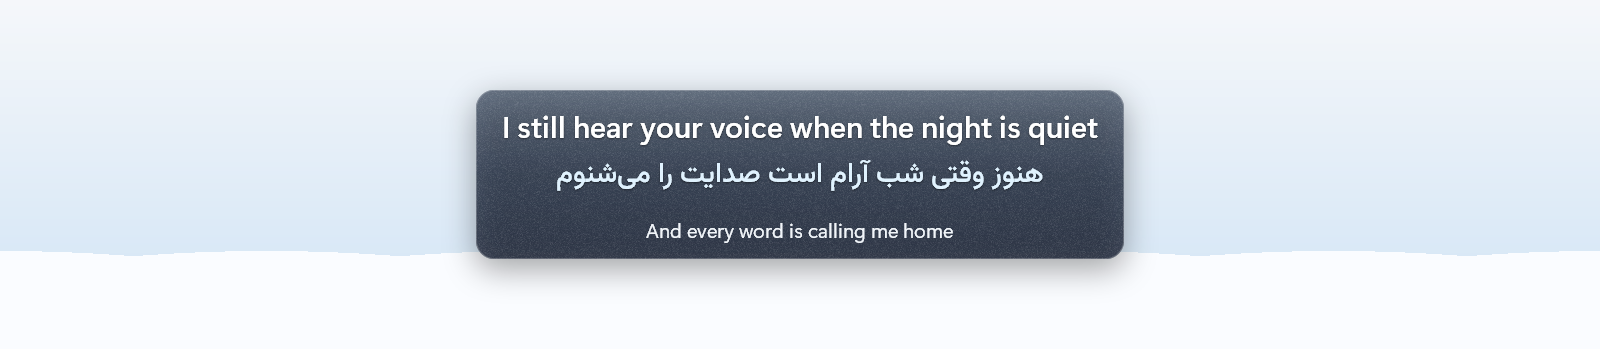 I still hear your voice when the night is quiet
هنوز وقتی شب آرام است صدایت را می‌شنوم
And every word is calling me home